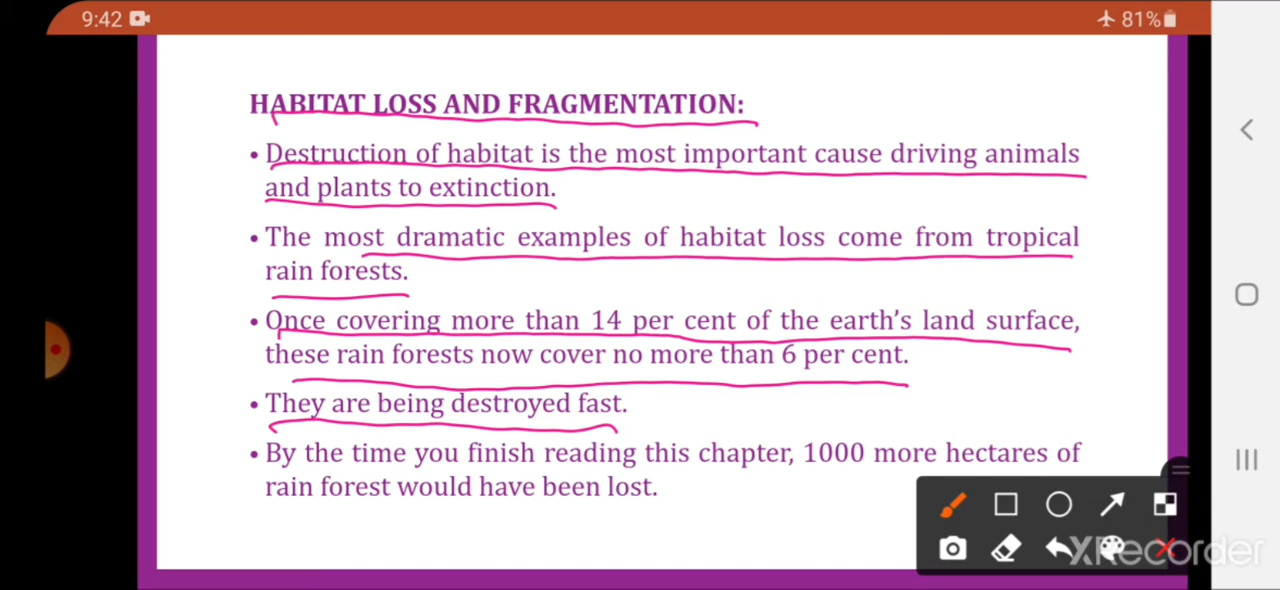 9:42
81%
HABITAT LOSS AND FRAGMENTATION:
• Destruction of habitat is the most important cause driving animals
and plants to extinction.
• The most dramatic examples of habitat loss come from tropical
rain forests.
• Once covering more than 14 per cent of the earth's land surface,
these rain forests now cover no more than 6 per cent.
• They are being destroyed fast.
• By the time you finish reading this chapter, 1000 more hectares of
rain forest would have been lost.
XRecorder